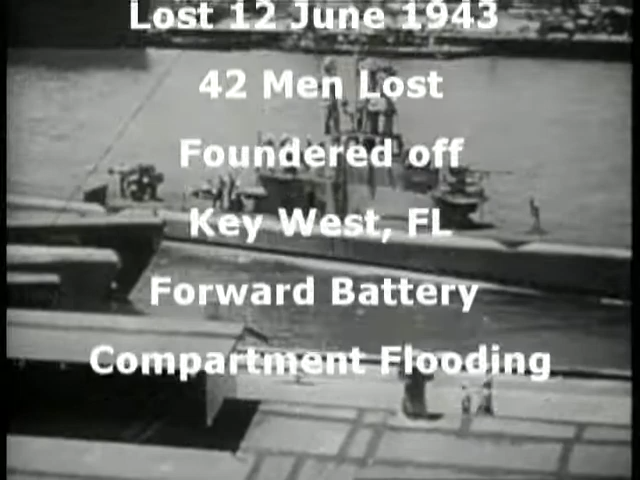 Lost 12 June 1943
42 Men Lost
Foundered off
Key West, FL
Forward Battery
Compartment Flooding